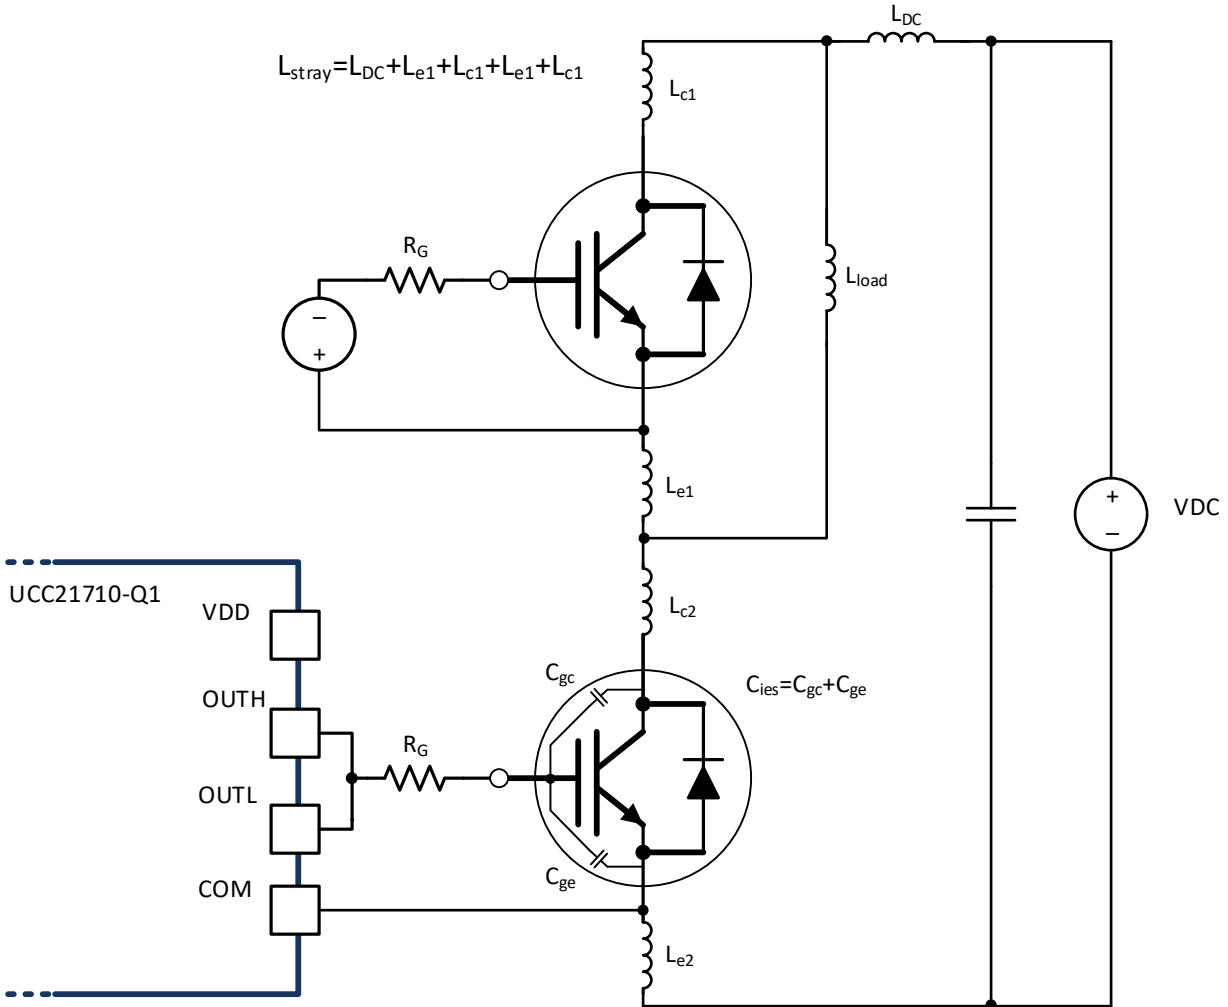 L_DC
L_stray=L_DC+L_e1+L_c1+L_e1+L_c1
L_c1
R_G
L_load
−
+
L_e1
+
−
VDC
UCC21710-Q1
VDD
L_c2
C_gc
C_ies=C_gc+C_ge
OUTH
R_G
OUTL
C_ge
COM
L_e2